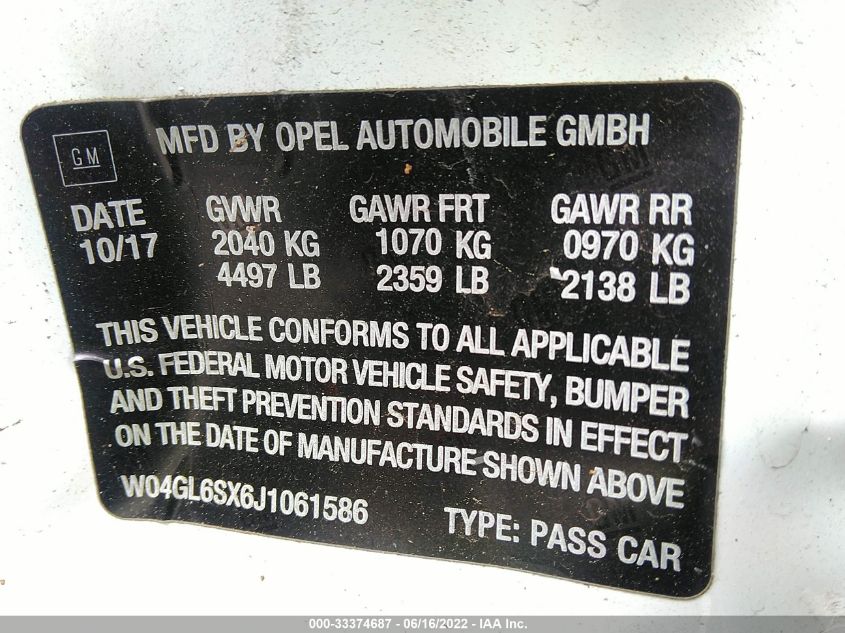 GM
MFD BY OPEL AUTOMOBILE GMBH
DATE GVWR GAWR FRT GAWR RR
10/17 2040 KG 1070 KG 0970 KG
4497 LB 2359 LB 2138 LB
THIS VEHICLE CONFORMS TO ALL APPLICABLE
U.S. FEDERAL MOTOR VEHICLE SAFETY, BUMPER
AND THEFT PREVENTION STANDARDS IN EFFECT
ON THE DATE OF MANUFACTURE SHOWN ABOVE
W04GL6SX6J1061586 TYPE: PASS CAR
000-33374687 - 06/16/2022 - IAA Inc.